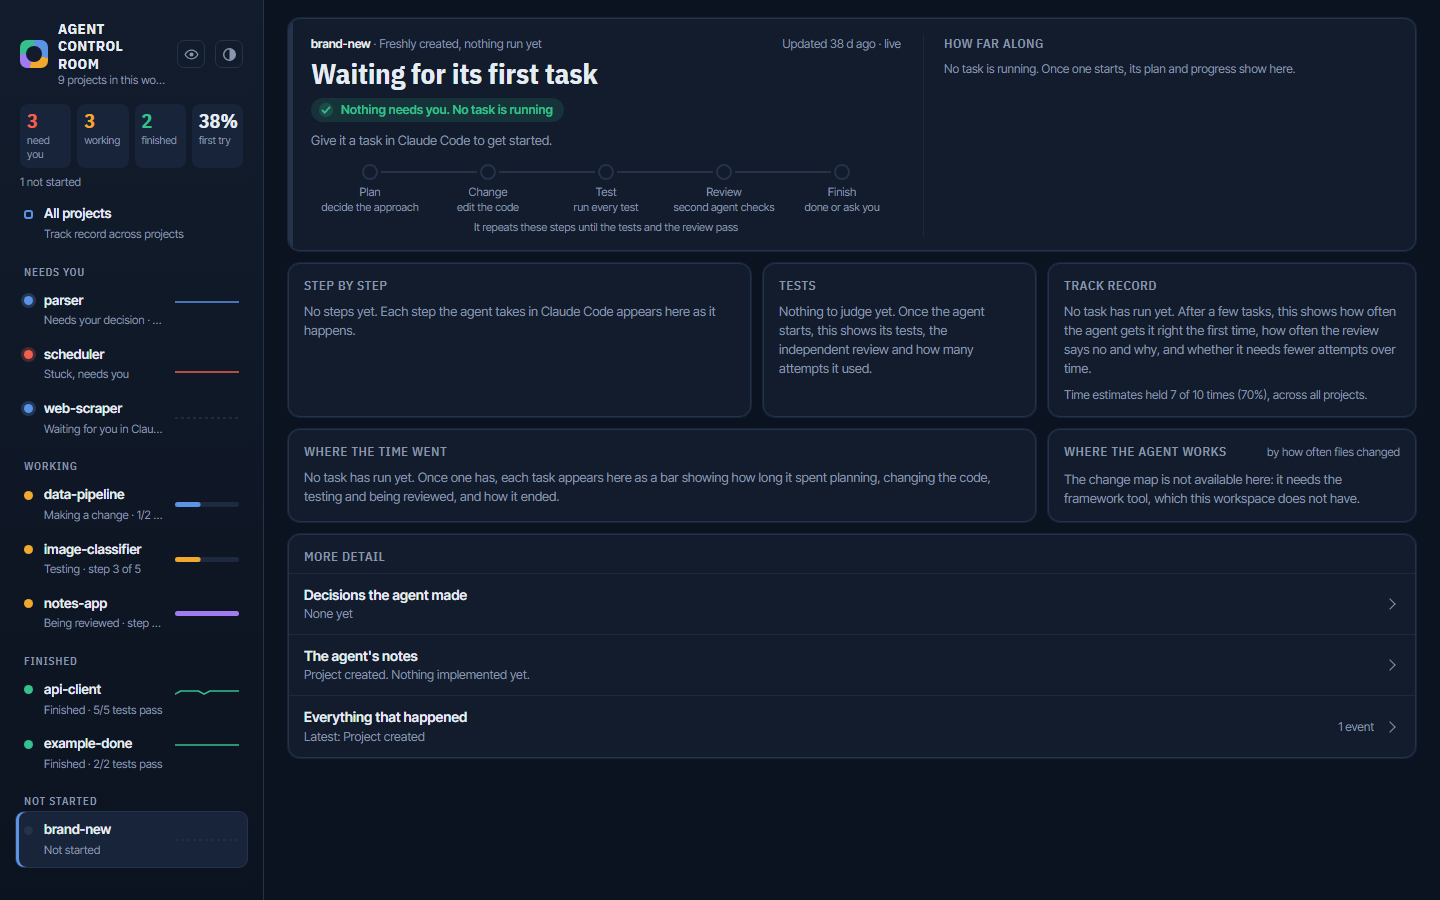 AGENT
CONTROL
ROOM
9 projects in this wo...
3
need
you
3
working
2
finished
38%
first try
1 not started
All projects
Track record across projects
NEEDS YOU
parser
Needs your decision · ...
scheduler
Stuck, needs you
web-scraper
Waiting for you in Clau...
WORKING
data-pipeline
Making a change · 1/2 ...
image-classifier
Testing · step 3 of 5
notes-app
Being reviewed · step ...
FINISHED
api-client
Finished · 5/5 tests pass
example-done
Finished · 2/2 tests pass
NOT STARTED
brand-new
Not started
brand-new · Freshly created, nothing run yet
Updated 38 d ago · live
Waiting for its first task
Nothing needs you. No task is running
Give it a task in Claude Code to get started.
Plan
decide the approach
Change
edit the code
Test
run every test
Review
second agent checks
Finish
done or ask you
It repeats these steps until the tests and the review pass
HOW FAR ALONG
No task is running. Once one starts, its plan and progress show here.
STEP BY STEP
No steps yet. Each step the agent takes in Claude Code appears here as it
happens.
TESTS
Nothing to judge yet. Once the agent
starts, this shows its tests, the
independent review and how many
attempts it used.
TRACK RECORD
No task has run yet. After a few tasks, this shows how often
the agent gets it right the first time, how often the review
says no and why, and whether it needs fewer attempts over
time.
Time estimates held 7 of 10 times (70%), across all projects.
WHERE THE TIME WENT
No task has run yet. Once one has, each task appears here as a bar showing how long it spent planning, changing the code,
testing and being reviewed, and how it ended.
WHERE THE AGENT WORKS
by how often files changed
The change map is not available here: it needs the
framework tool, which this workspace does not have.
MORE DETAIL
Decisions the agent made
None yet
The agent's notes
Project created. Nothing implemented yet.
Everything that happened
Latest: Project created
1 event